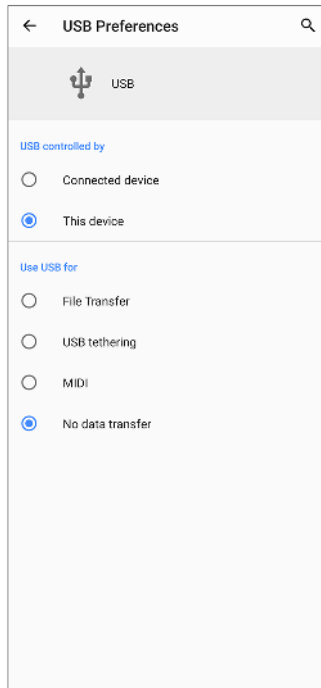 USB Preferences
USB
USB controlled by
Connected device
This device
Use USB for
File Transfer
USB tethering
MIDI
No data transfer